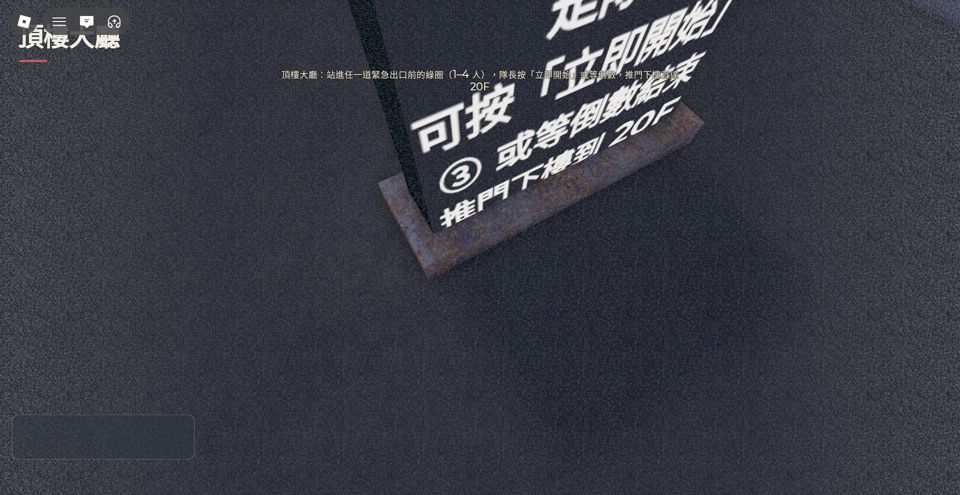 頂樓大廳
頂樓大廳：站進任一道緊急出口前的綠圈（1–4 人），隊長按「立即開始」或等倒數，推門下樓
20F
可按「立即開始」
③ 或等倒數結束
推門下樓到 20F